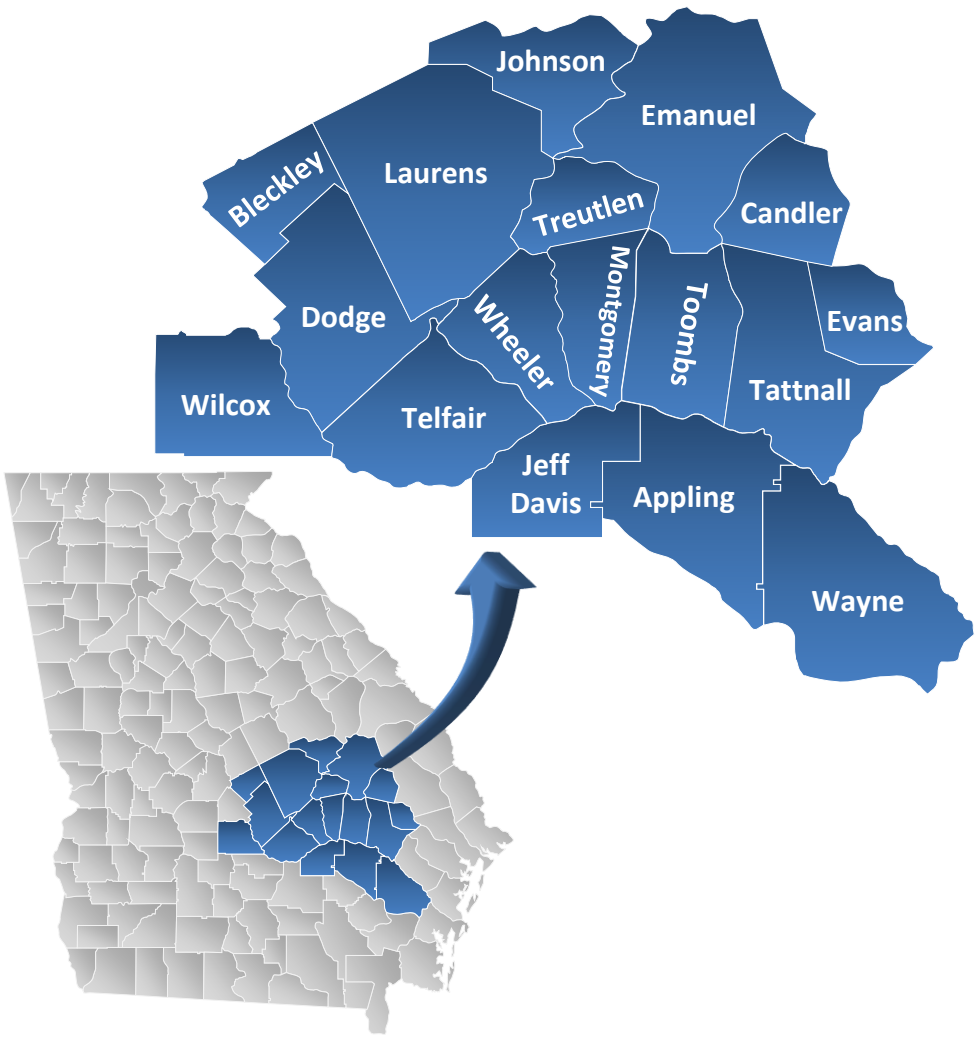 Johnson
Emanuel
Bleckley
Laurens
Treutlen
Candler
Dodge
Wheeler
Montgomery
Toombs
Evans
Wilcox
Telfair
Tattnall
Jeff
Davis
Appling
Wayne